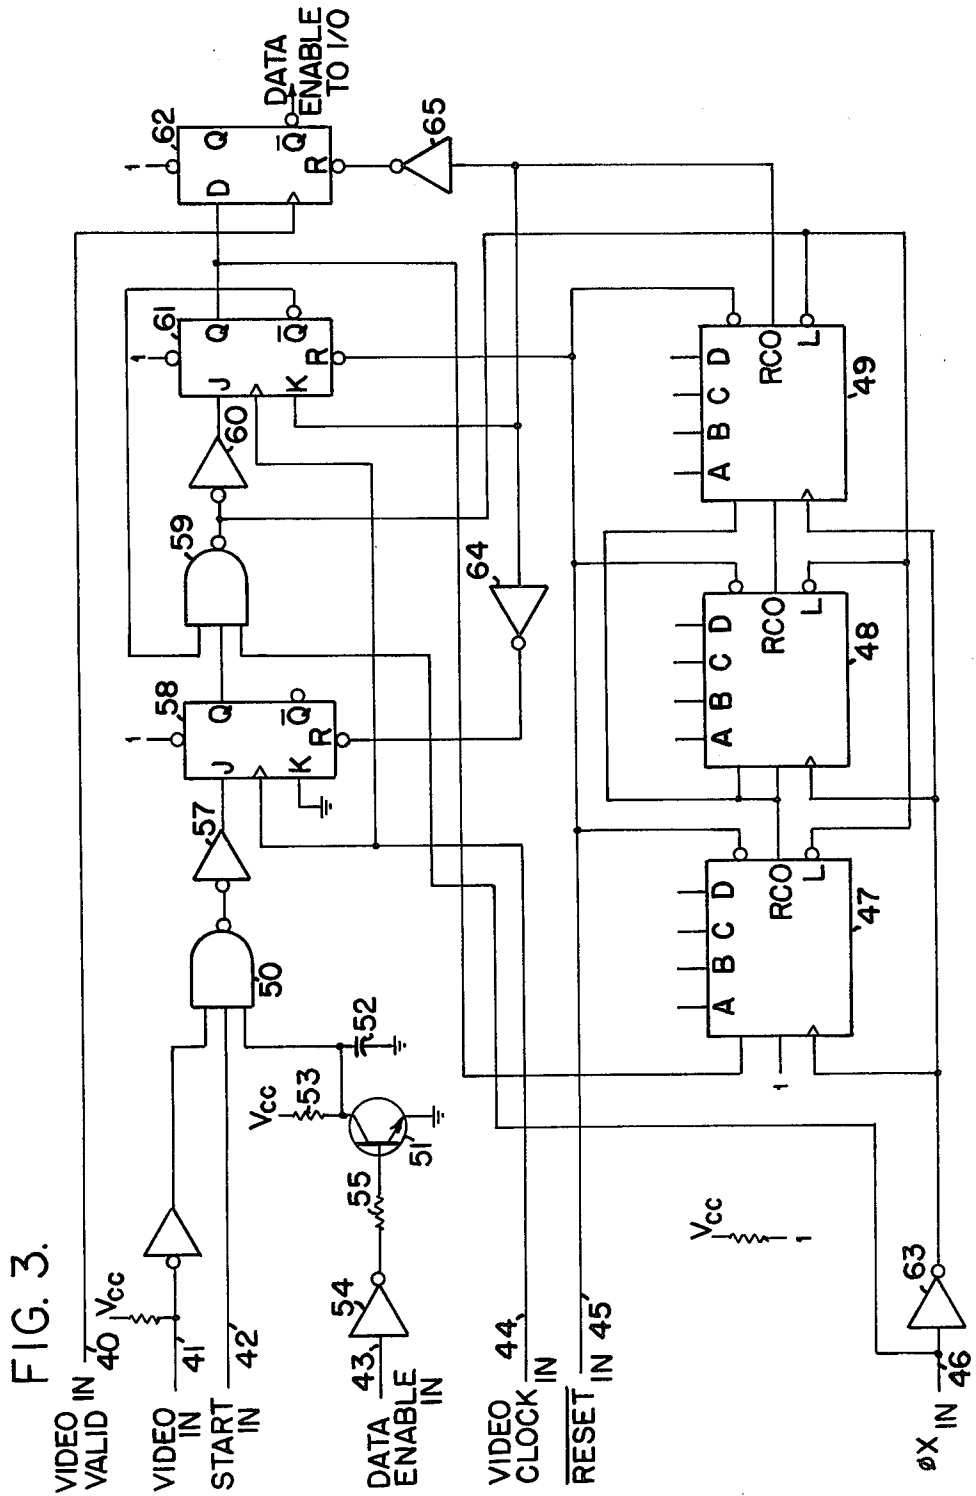 FIG. 3.
VIDEO
VALID IN
40
Vcc
VIDEO
IN
41
START
IN
42
DATA
ENABLE
IN
43
54
55
51
Vcc
53
52
50
57
J
K
Q
Q̅
R
58
1
59
60
J
K
Q
Q̅
R
61
1
D
Q
Q̅
R
62
1
DATA
ENABLE
TO I/O
65
64
VIDEO
CLOCK IN
44
R̅E̅S̅E̅T̅ IN
45
Vcc
1
1
A B C D
RCO
L
47
A B C D
RCO
L
48
A B C D
RCO
L
49
øX IN
46
63